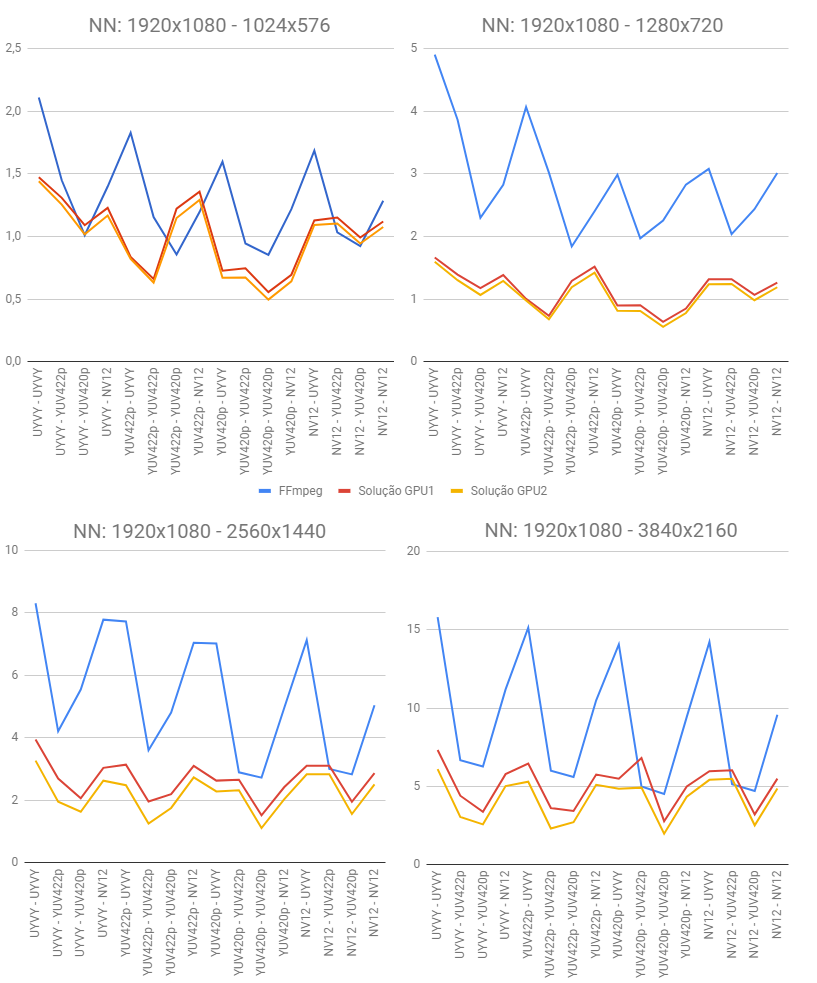 NN: 1920x1080 - 1024x576
2,5
2,0
1,5
1,0
0,5
0,0
UYVY - UYVY
UYVY - YUV422p
UYVY - YUV420p
UYVY - NV12
YUV422p - UYVY
YUV422p - YUV422p
YUV422p - YUV420p
YUV422p - NV12
YUV420p - UYVY
YUV420p - YUV422p
YUV420p - YUV420p
YUV420p - NV12
NV12 - UYVY
NV12 - YUV422p
NV12 - YUV420p
NV12 - NV12
NN: 1920x1080 - 1280x720
5
4
3
2
1
0
UYVY - UYVY
UYVY - YUV422p
UYVY - YUV420p
UYVY - NV12
YUV422p - UYVY
YUV422p - YUV422p
YUV422p - YUV420p
YUV422p - NV12
YUV420p - UYVY
YUV420p - YUV422p
YUV420p - YUV420p
YUV420p - NV12
NV12 - UYVY
NV12 - YUV422p
NV12 - YUV420p
NV12 - NV12
FFmpeg
Solução GPU1
Solução GPU2
NN: 1920x1080 - 2560x1440
10
8
6
4
2
0
UYVY - UYVY
UYVY - YUV422p
UYVY - YUV420p
UYVY - NV12
YUV422p - UYVY
YUV422p - YUV422p
YUV422p - YUV420p
YUV422p - NV12
YUV420p - UYVY
YUV420p - YUV422p
YUV420p - YUV420p
YUV420p - NV12
NV12 - UYVY
NV12 - YUV422p
NV12 - YUV420p
NV12 - NV12
NN: 1920x1080 - 3840x2160
20
15
10
5
0
UYVY - UYVY
UYVY - YUV422p
UYVY - YUV420p
UYVY - NV12
YUV422p - UYVY
YUV422p - YUV422p
YUV422p - YUV420p
YUV422p - NV12
YUV420p - UYVY
YUV420p - YUV422p
YUV420p - YUV420p
YUV420p - NV12
NV12 - UYVY
NV12 - YUV422p
NV12 - YUV420p
NV12 - NV12